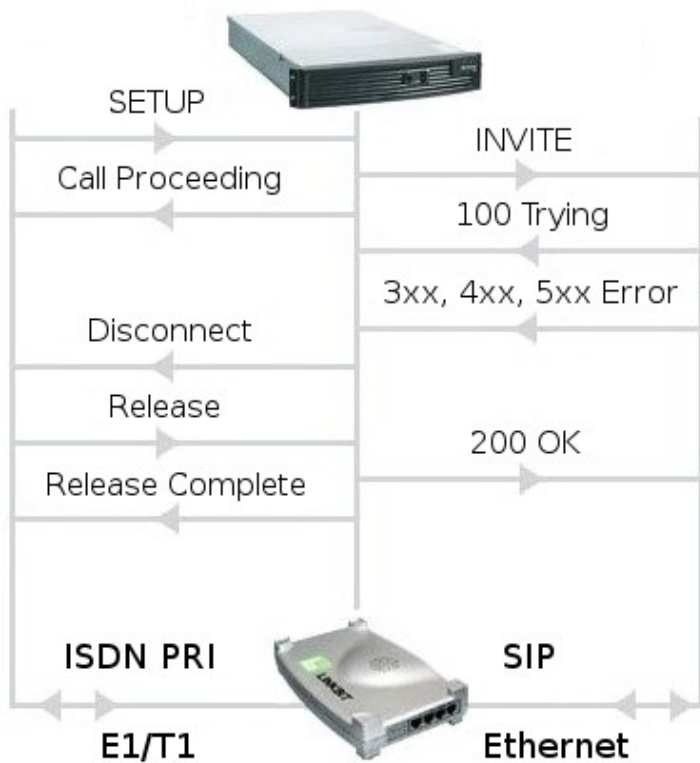 SETUP
INVITE
Call Proceeding
100 Trying
3xx, 4xx, 5xx Error
Disconnect
Release
200 OK
Release Complete
ISDN PRI
SIP
LINKBIT
E1/T1
Ethernet